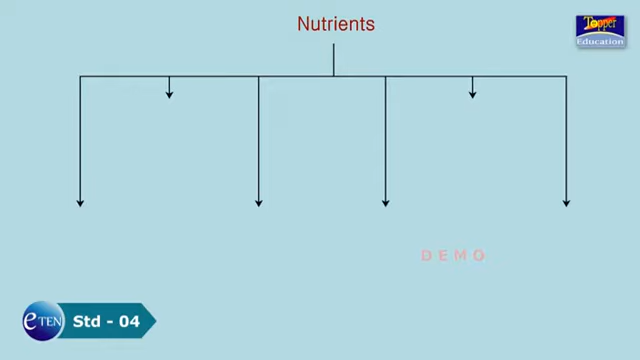 Nutrients
Topper
Education
DEMO
eTEN
Std - 04